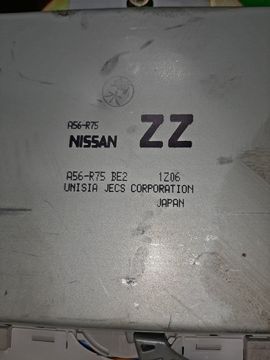 A56-R75
NISSAN ZZ
A56-R75 BE2 1Z06
UNISIA JECS CORPORATION
JAPAN